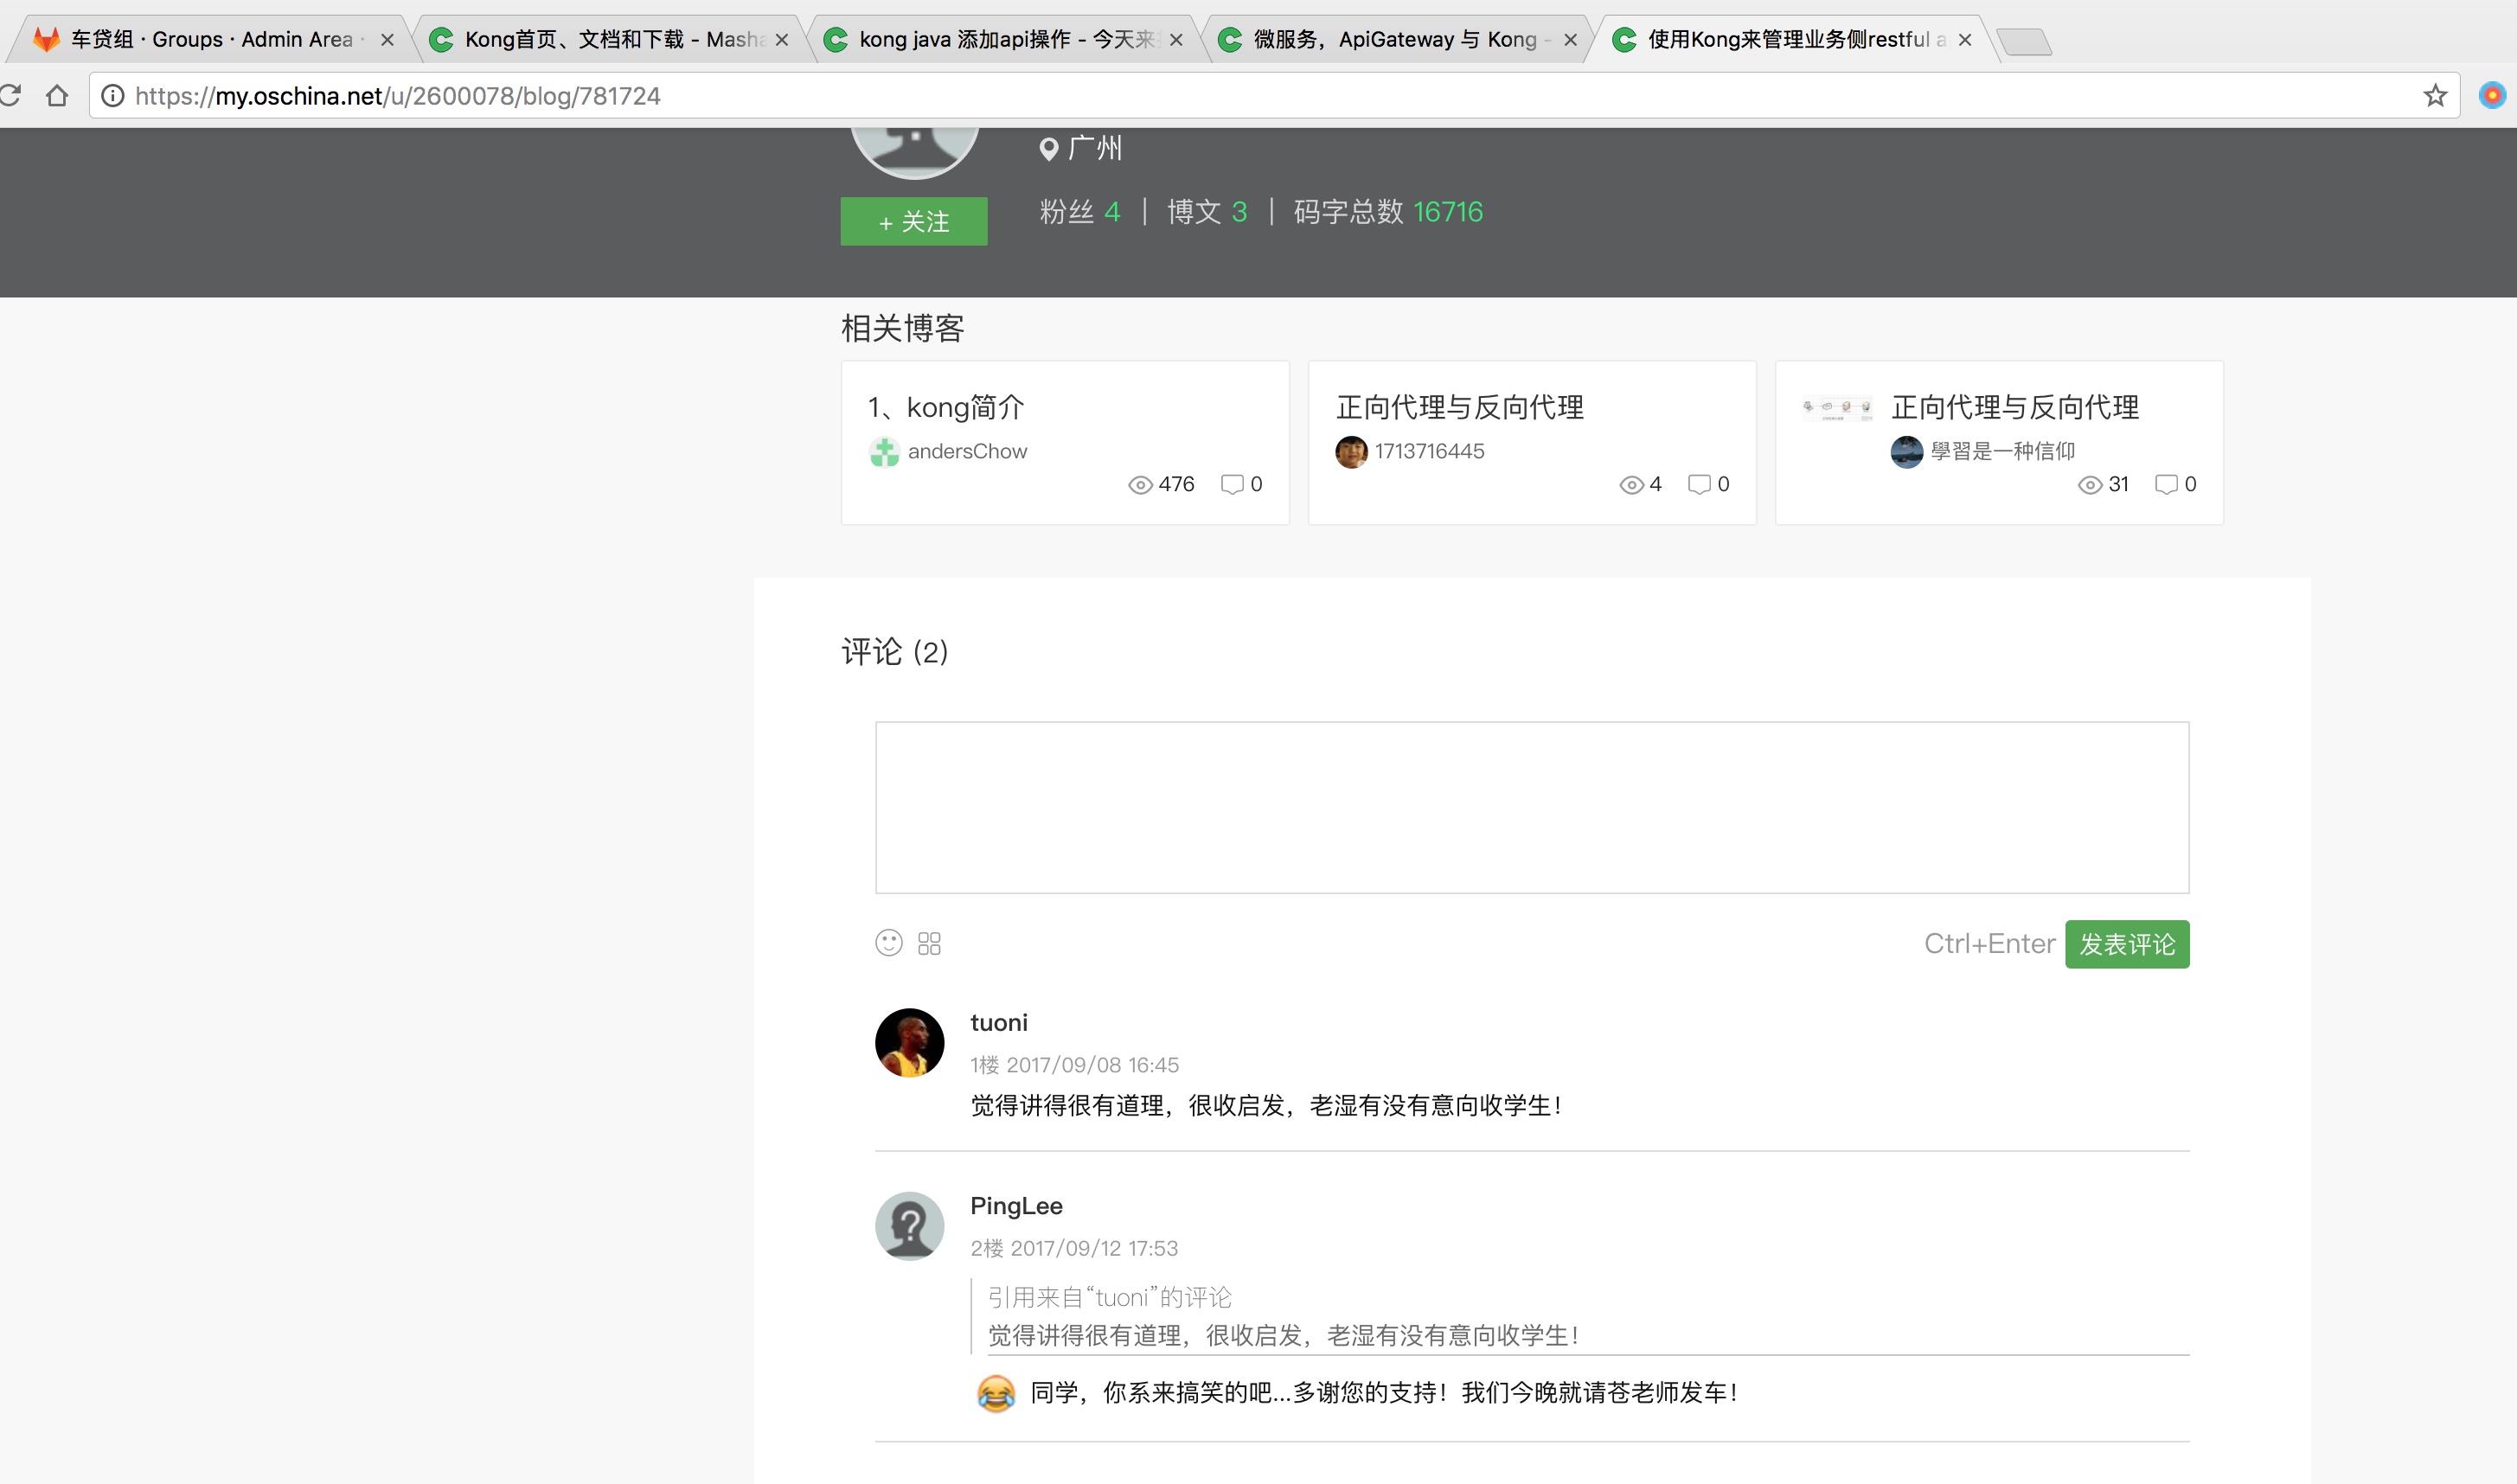 车贷组 · Groups · Admin Area ·
Kong首页、文档和下载 - Masha
kong java 添加api操作 - 今天来
微服务，ApiGateway 与 Kong -
使用Kong来管理业务侧restful a
https://my.oschina.net/u/2600078/blog/781724
广州
+ 关注
粉丝 4 | 博文 3 | 码字总数 16716
相关博客
1、kong简介
andersChow
476 0
正向代理与反向代理
1713716445
4 0
正向代理与反向代理
學習是一种信仰
31 0
评论 (2)
Ctrl+Enter 发表评论
tuoni
1楼 2017/09/08 16:45
觉得讲得很有道理，很收启发，老湿有没有意向收学生！
PingLee
2楼 2017/09/12 17:53
引用来自“tuoni”的评论
觉得讲得很有道理，很收启发，老湿有没有意向收学生！
😂 同学，你系来搞笑的吧...多谢您的支持！我们今晚就请苍老师发车！